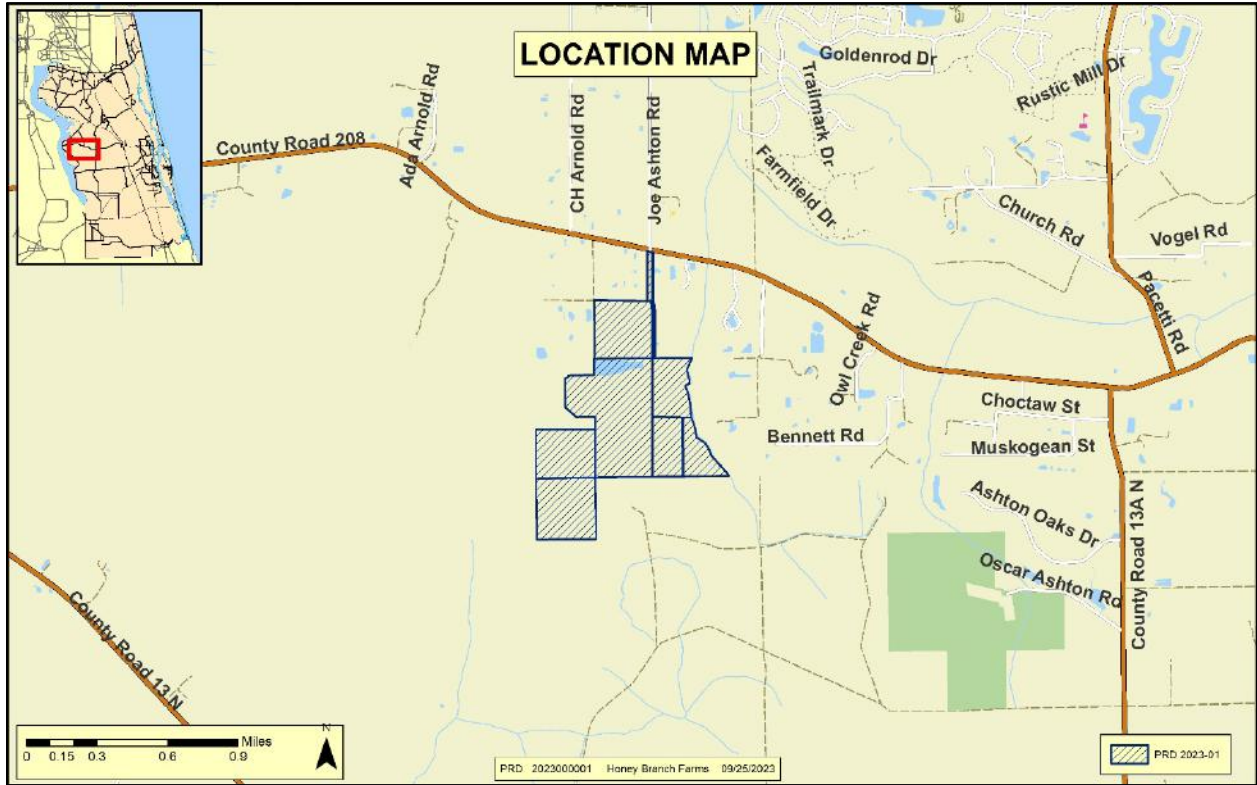 LOCATION MAP
Goldenrod Dr
Trailmark Dr
Rustic Mill Dr
Ada Arnold Rd
County Road 208
CH Arnold Rd
Joe Ashton Rd
Farmfield Dr
Church Rd
Vogel Rd
Pacetti Rd
Owl Creek Rd
Choctaw St
Bennett Rd
Muskogean St
Ashton Oaks Dr
Oscar Ashton Rd
County Road 13A N
County Road 13 N
Miles
0 0.15 0.3 0.6 0.9
N
PRD 2023000001 Honey Branch Farms 09/25/2023
PRD 2023-01